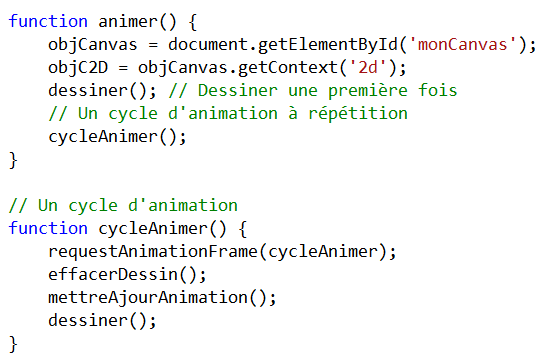 function animer() {
    objCanvas = document.getElementById('monCanvas');
    objC2D = objCanvas.getContext('2d');
    dessiner(); // Dessiner une première fois
    // Un cycle d'animation à répétition
    cycleAnimer();
}

// Un cycle d'animation
function cycleAnimer() {
    requestAnimationFrame(cycleAnimer);
    effacerDessin();
    mettreAjourAnimation();
    dessiner();
}